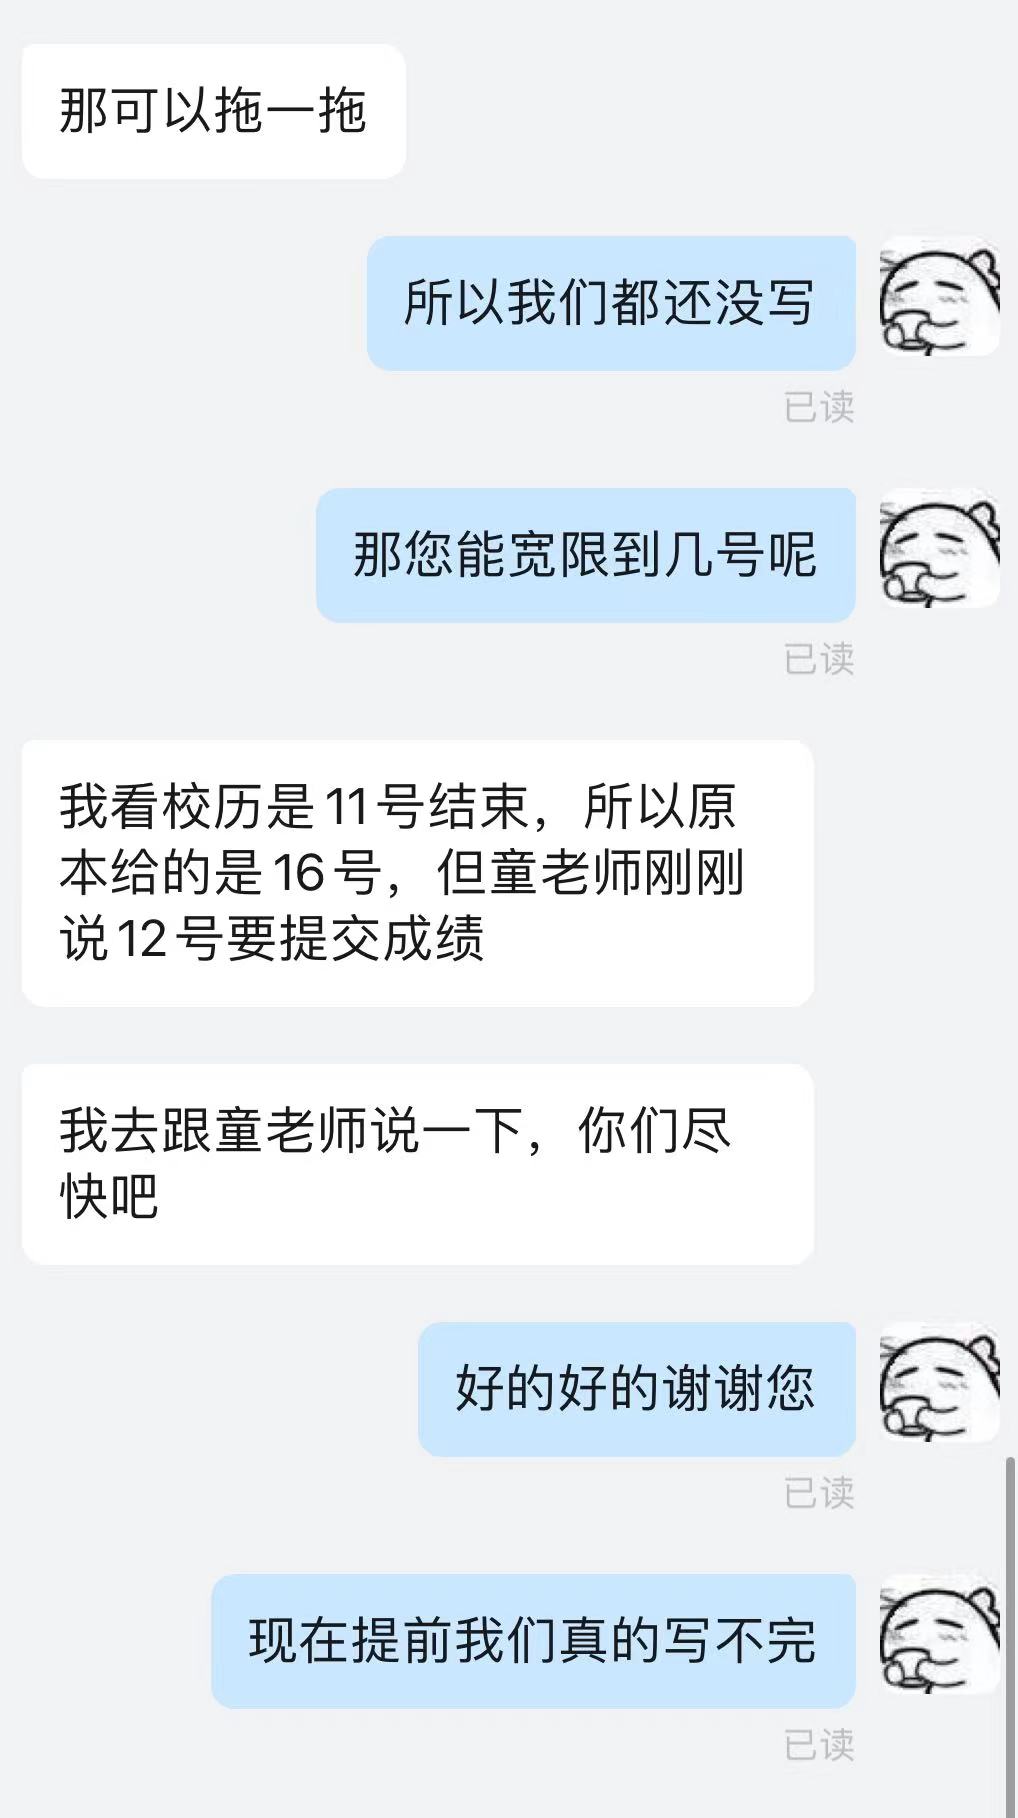 那可以拖一拖
所以我们都还没写
已读
那您能宽限到几号呢
已读
我看校历是11号结束，所以原
本给的是16号，但童老师刚刚
说12号要提交成绩
我去跟童老师说一下，你们尽
快吧
好的好的谢谢您
已读
现在提前我们真的写不完
已读